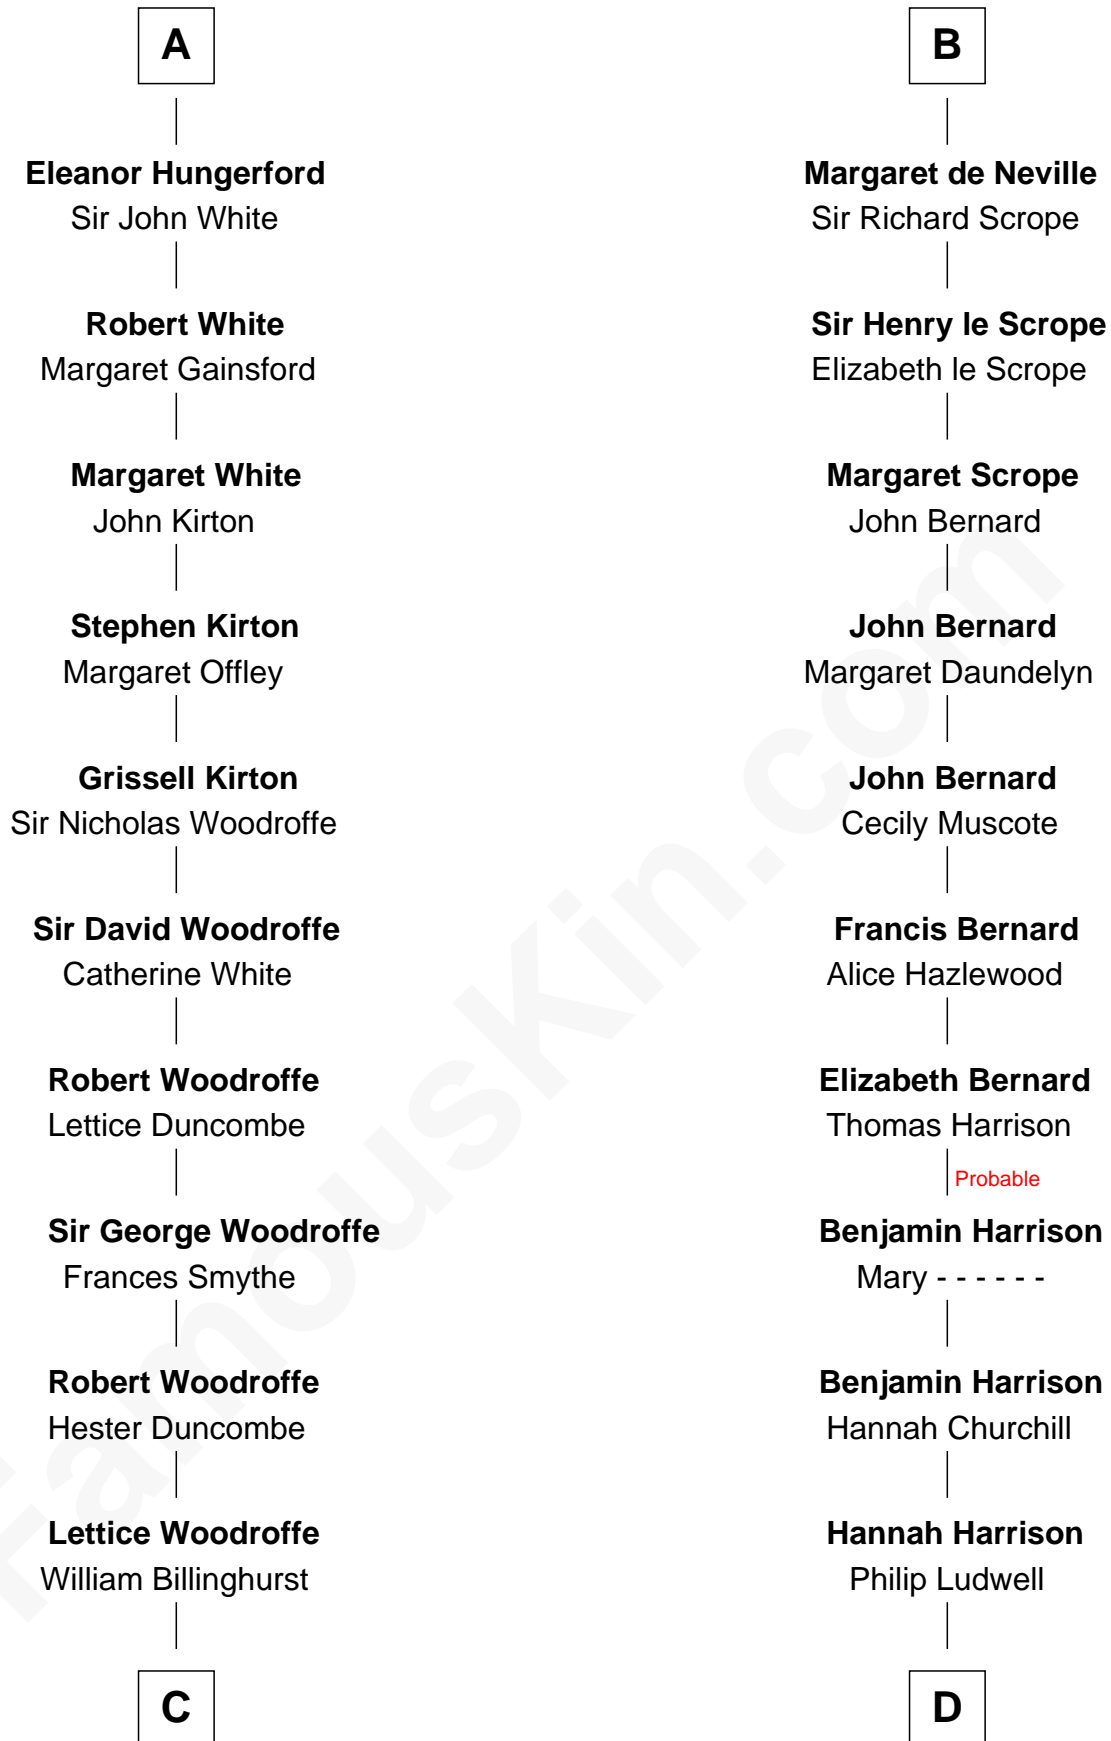 A
Eleanor Hungerford
Sir John White
Robert White
Margaret Gainsford
Margaret White
John Kirton
Stephen Kirton
Margaret Offley
Grissell Kirton
Sir Nicholas Woodroffe
Sir David Woodroffe
Catherine White
Robert Woodroffe
Lettice Duncombe
Sir George Woodroffe
Frances Smythe
Robert Woodroffe
Hester Duncombe
Lettice Woodroffe
William Billinghurst
C
B
Margaret de Neville
Sir Richard Scrope
Sir Henry le Scrope
Elizabeth le Scrope
Margaret Scrope
John Bernard
John Bernard
Margaret Daundelyn
John Bernard
Cecily Muscote
Francis Bernard
Alice Hazlewood
Elizabeth Bernard
Thomas Harrison
Probable
Benjamin Harrison
Mary - - - - - -
Benjamin Harrison
Hannah Churchill
Hannah Harrison
Philip Ludwell
D
FamousKin.com